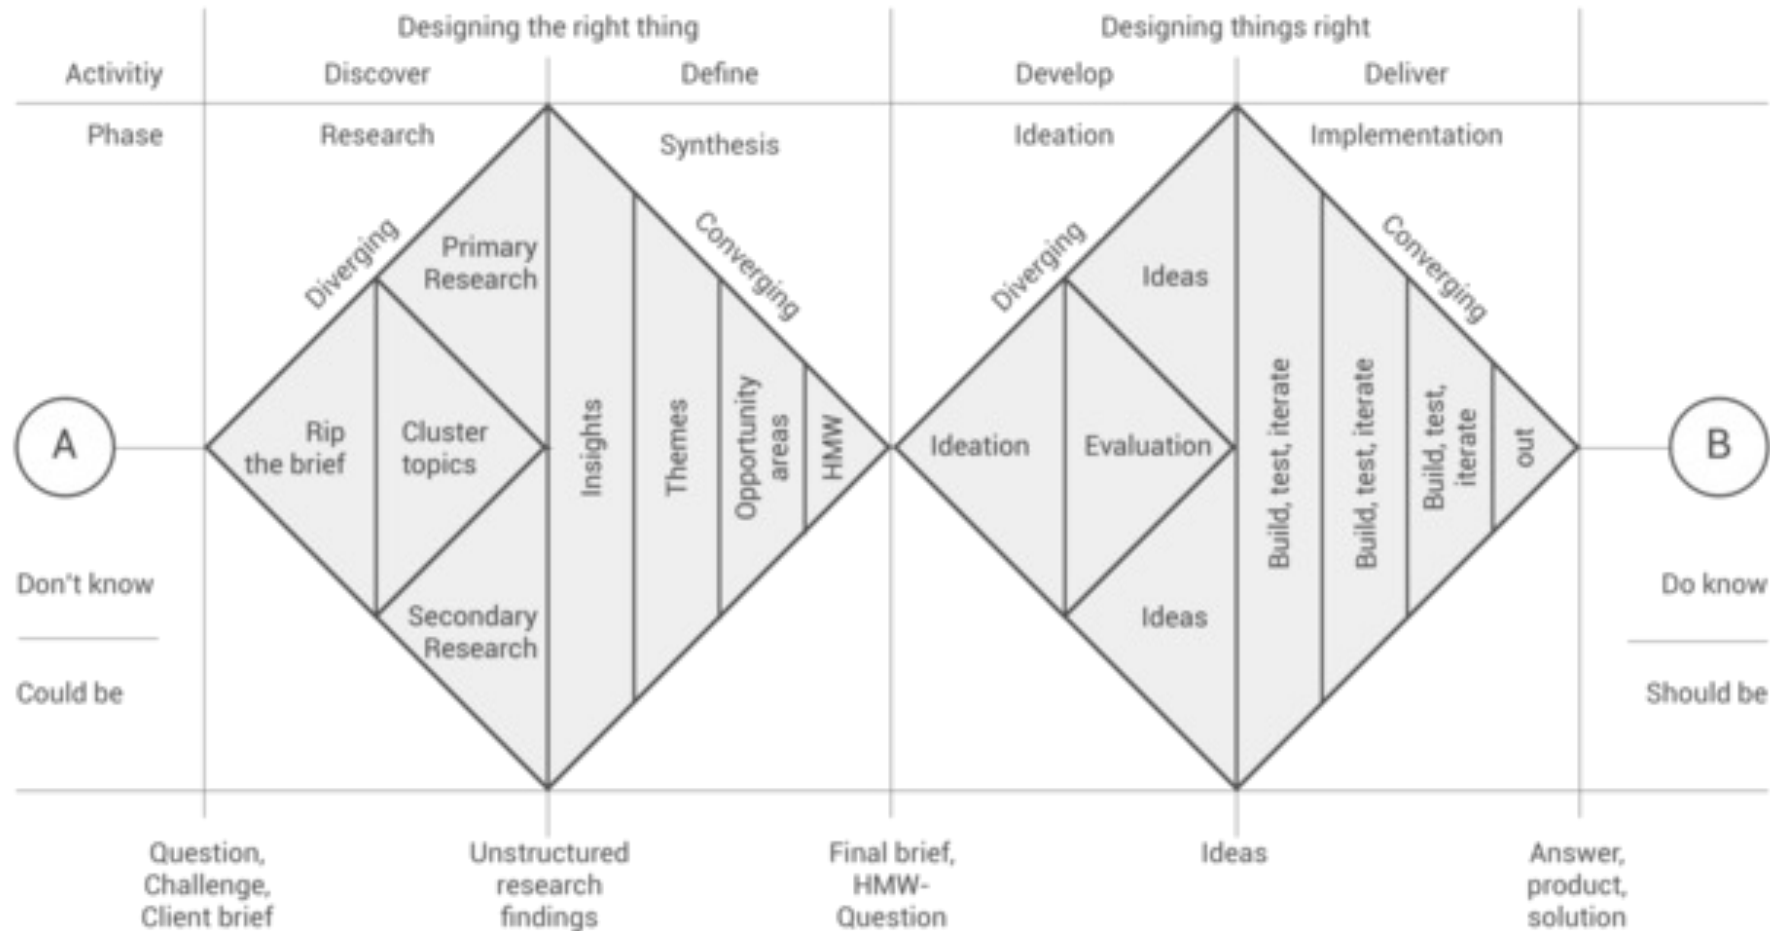 Designing the right thing
Designing things right
Activitiy
Discover
Define
Develop
Deliver
Phase
Research
Synthesis
Ideation
Implementation
Diverging
Converging
Diverging
Converging
Primary
Research
Ideas
A
Rip
the brief
Cluster
topics
Insights
Themes
Opportunity
areas
HMW
Ideation
Evaluation
Build, test, iterate
Build, test, iterate
Build, test,
iterate
out
B
Secondary
Research
Ideas
Don't know
Could be
Do know
Should be
Question,
Challenge,
Client brief
Unstructured
research
findings
Final brief,
HMW-
Question
Ideas
Answer,
product,
solution